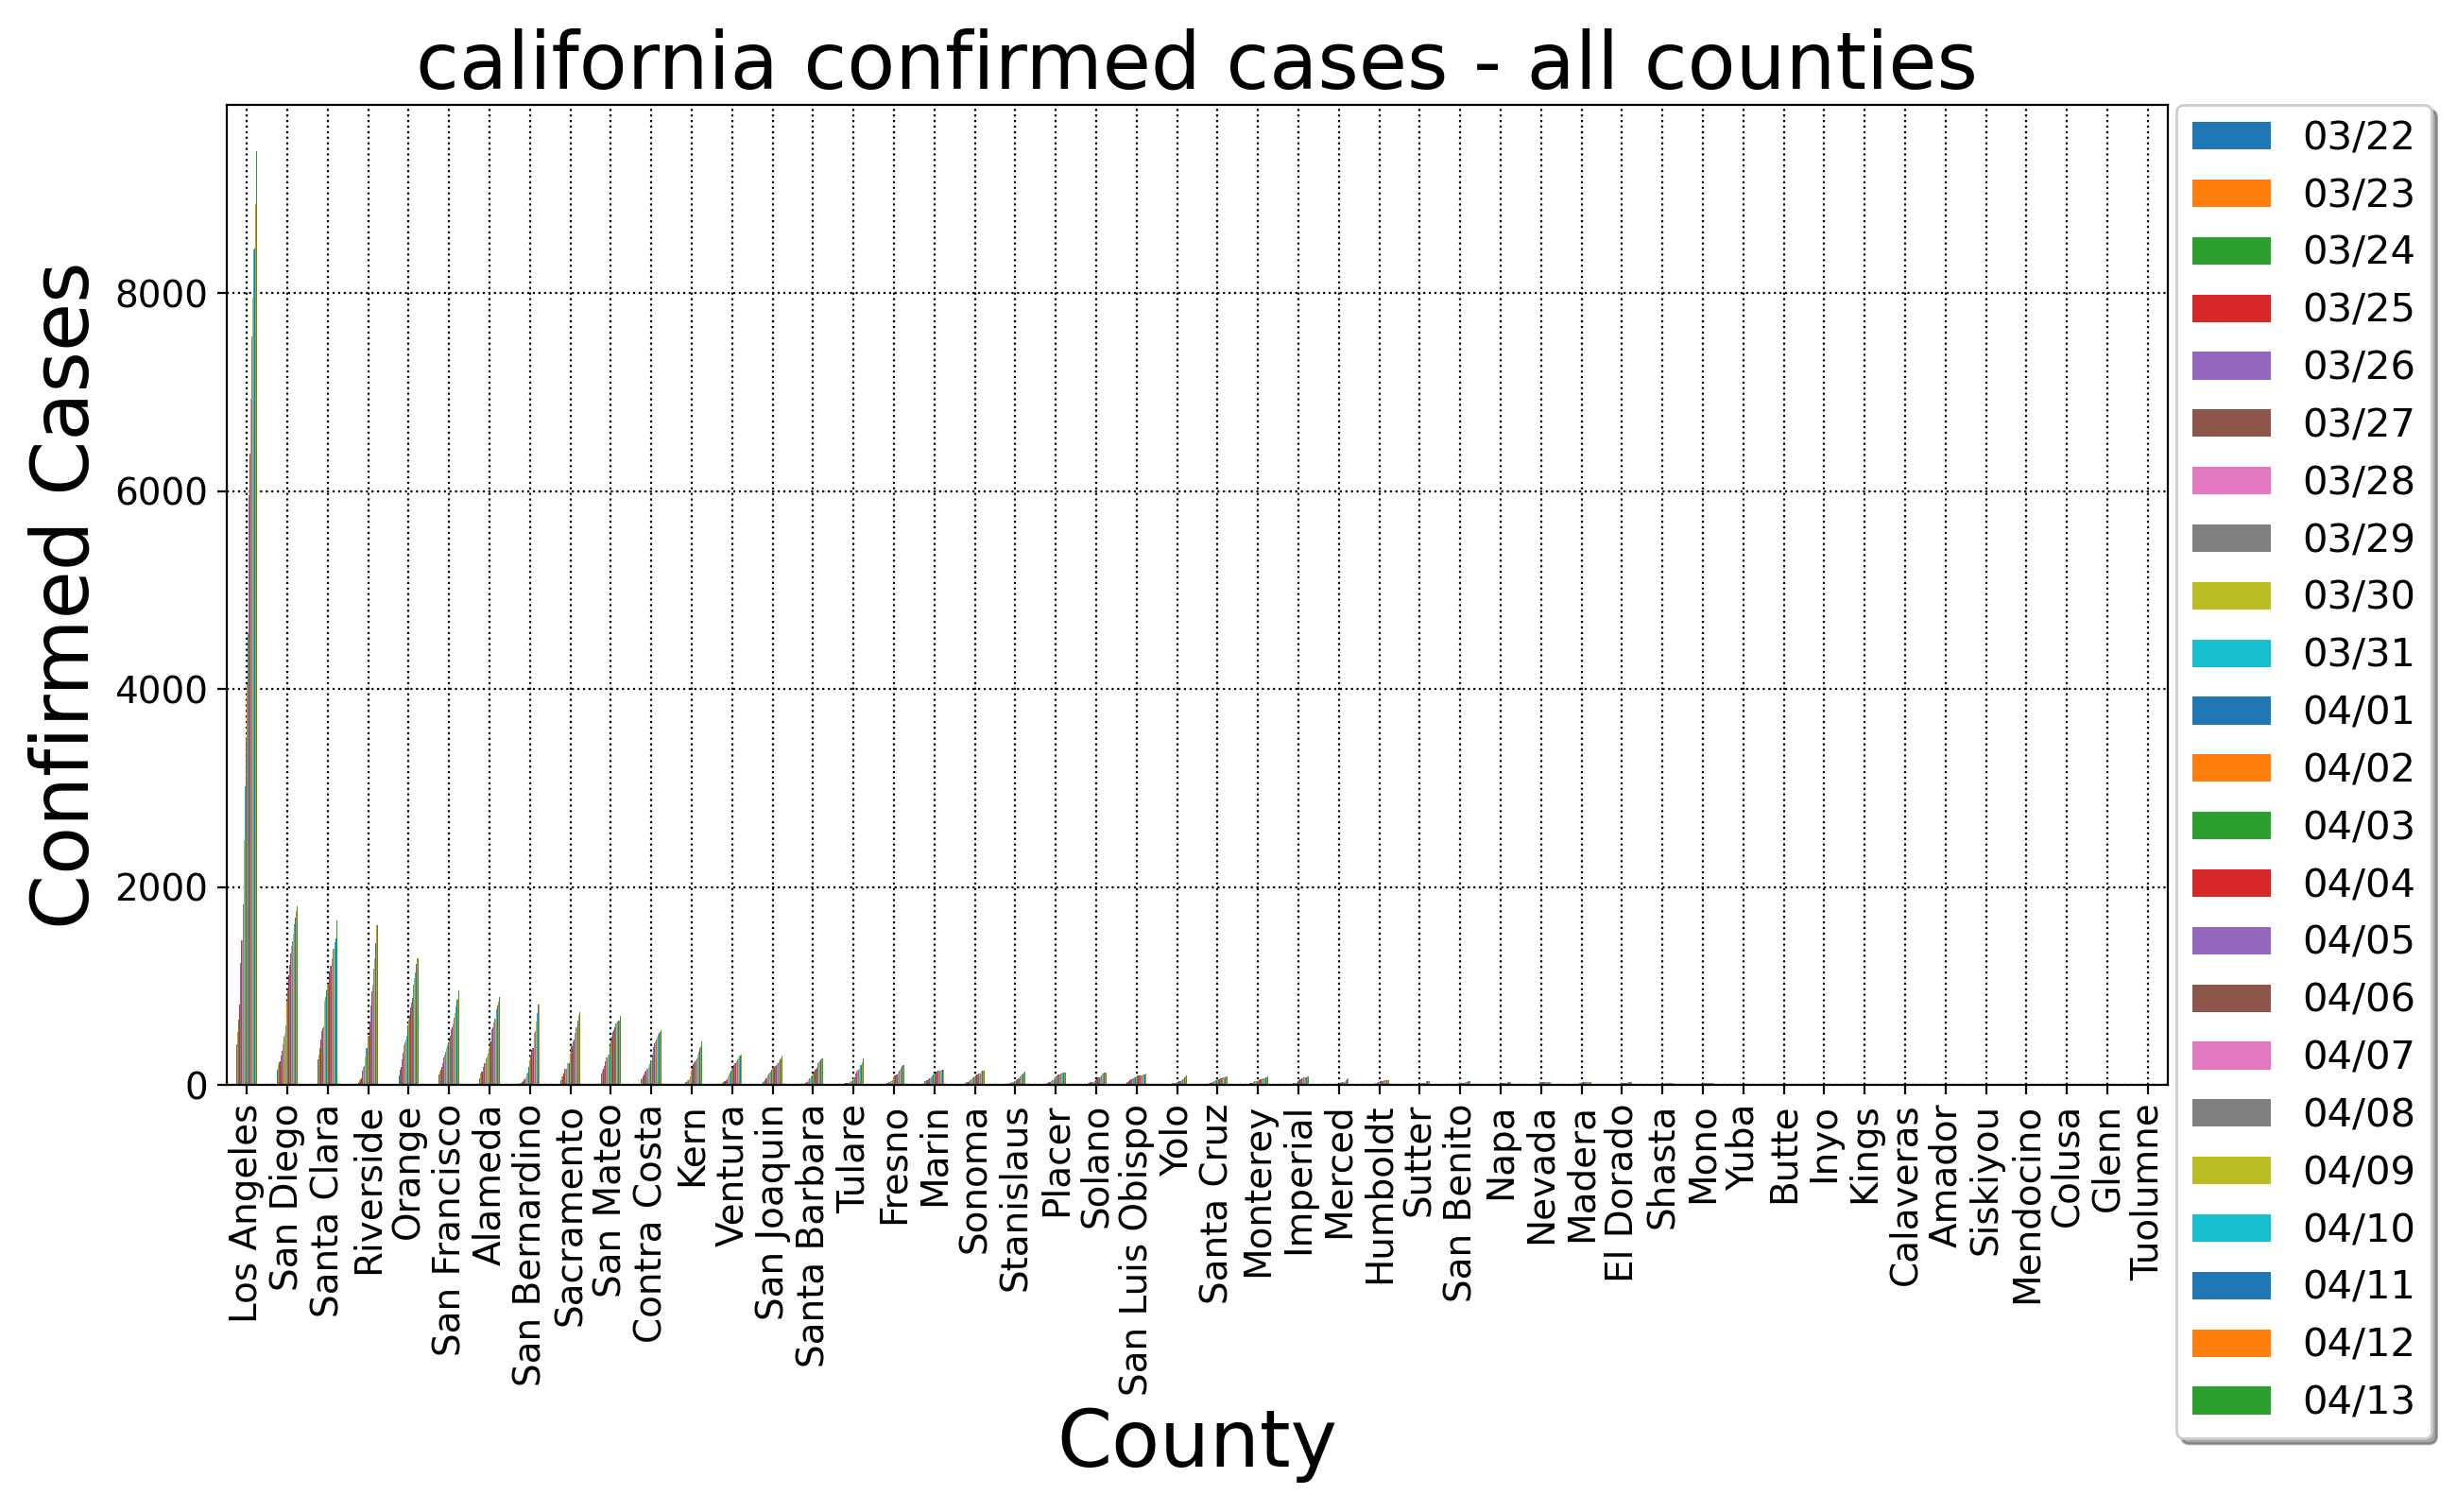 california confirmed cases - all counties
Confirmed Cases
8000
6000
4000
2000
0
Los Angeles
San Diego
Santa Clara
Riverside
Orange
San Francisco
Alameda
San Bernardino
Sacramento
San Mateo
Contra Costa
Kern
Ventura
San Joaquin
Santa Barbara
Tulare
Fresno
Marin
Sonoma
Stanislaus
Placer
Solano
San Luis Obispo
Yolo
Santa Cruz
Monterey
Imperial
Merced
Humboldt
Sutter
San Benito
Napa
Nevada
Madera
El Dorado
Shasta
Mono
Yuba
Butte
Inyo
Kings
Calaveras
Amador
Siskiyou
Mendocino
Colusa
Glenn
Tuolumne
County
03/22
03/23
03/24
03/25
03/26
03/27
03/28
03/29
03/30
03/31
04/01
04/02
04/03
04/04
04/05
04/06
04/07
04/08
04/09
04/10
04/11
04/12
04/13